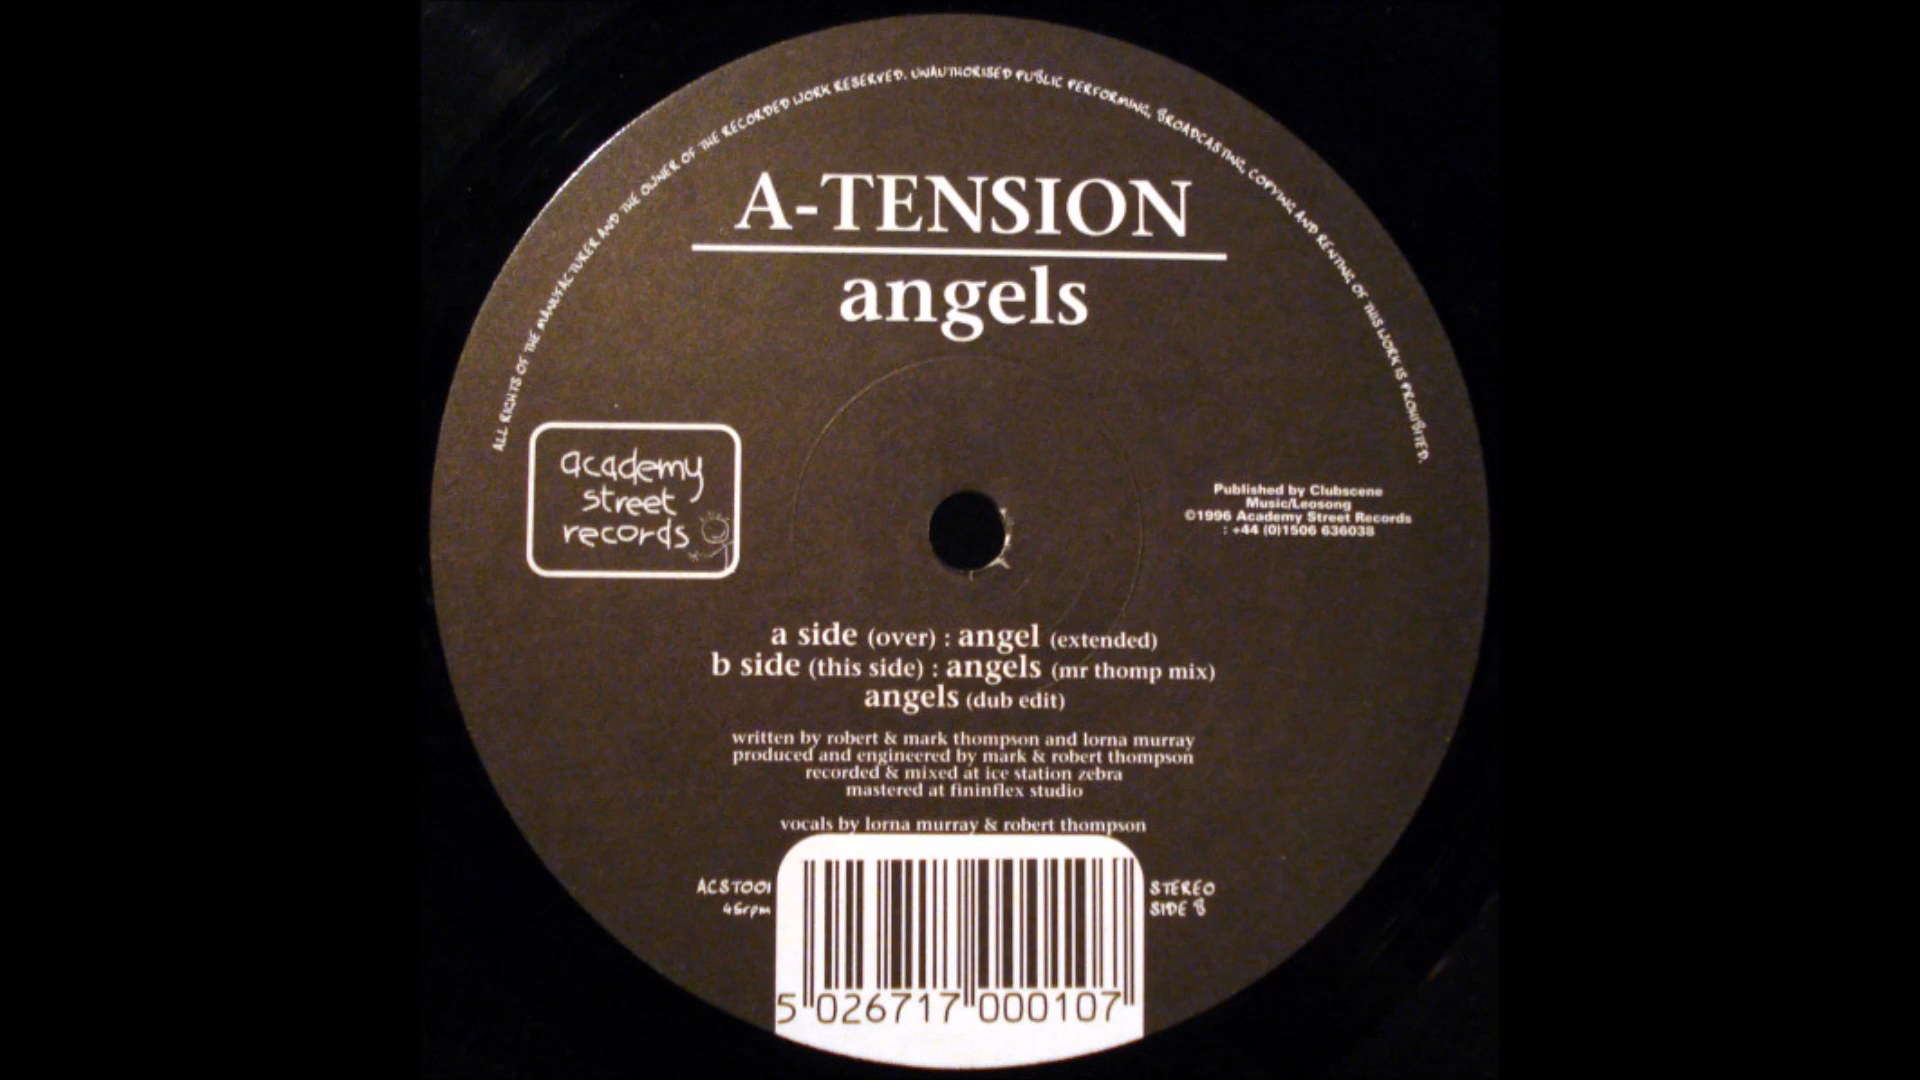 ALL RIGHTS OF THE MANUFACTURER AND THE OWNER OF THE RECORDED WORK RESERVED. UNAUTHORISED PUBLIC PERFORMING, BROADCASTING, COPYING AND RENTING OF THIS WORK IS PROHIBITED.
A-TENSION
angels
academy
street
records
Published by Clubscene
Music/Leosong
©1996 Academy Street Records
: +44 (0)1506 636038
a side (over) : angel (extended)
b side (this side) : angels (mr thomp mix)
angels (dub edit)
written by robert & mark thompson and lorna murray
produced and engineered by mark & robert thompson
recorded & mixed at ice station zebra
mastered at fininflex studio
vocals by lorna murray & robert thompson
ACST001
45rpm
STEREO
SIDE B
5 026717 000107